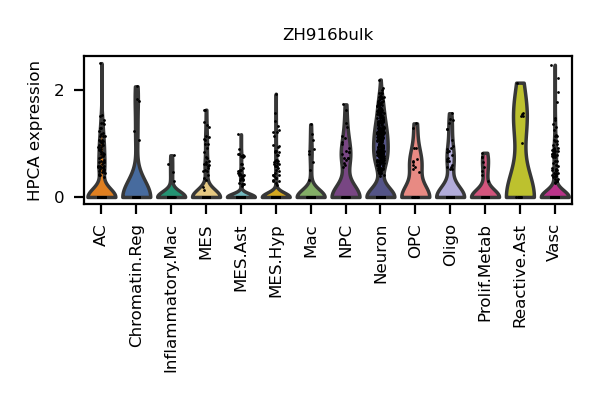 ZH916bulk
HPCA expression
2
0
AC
Chromatin.Reg
Inflammatory.Mac
MES
MES.Ast
MES.Hyp
Mac
NPC
Neuron
OPC
Oligo
Prolif.Metab
Reactive.Ast
Vasc